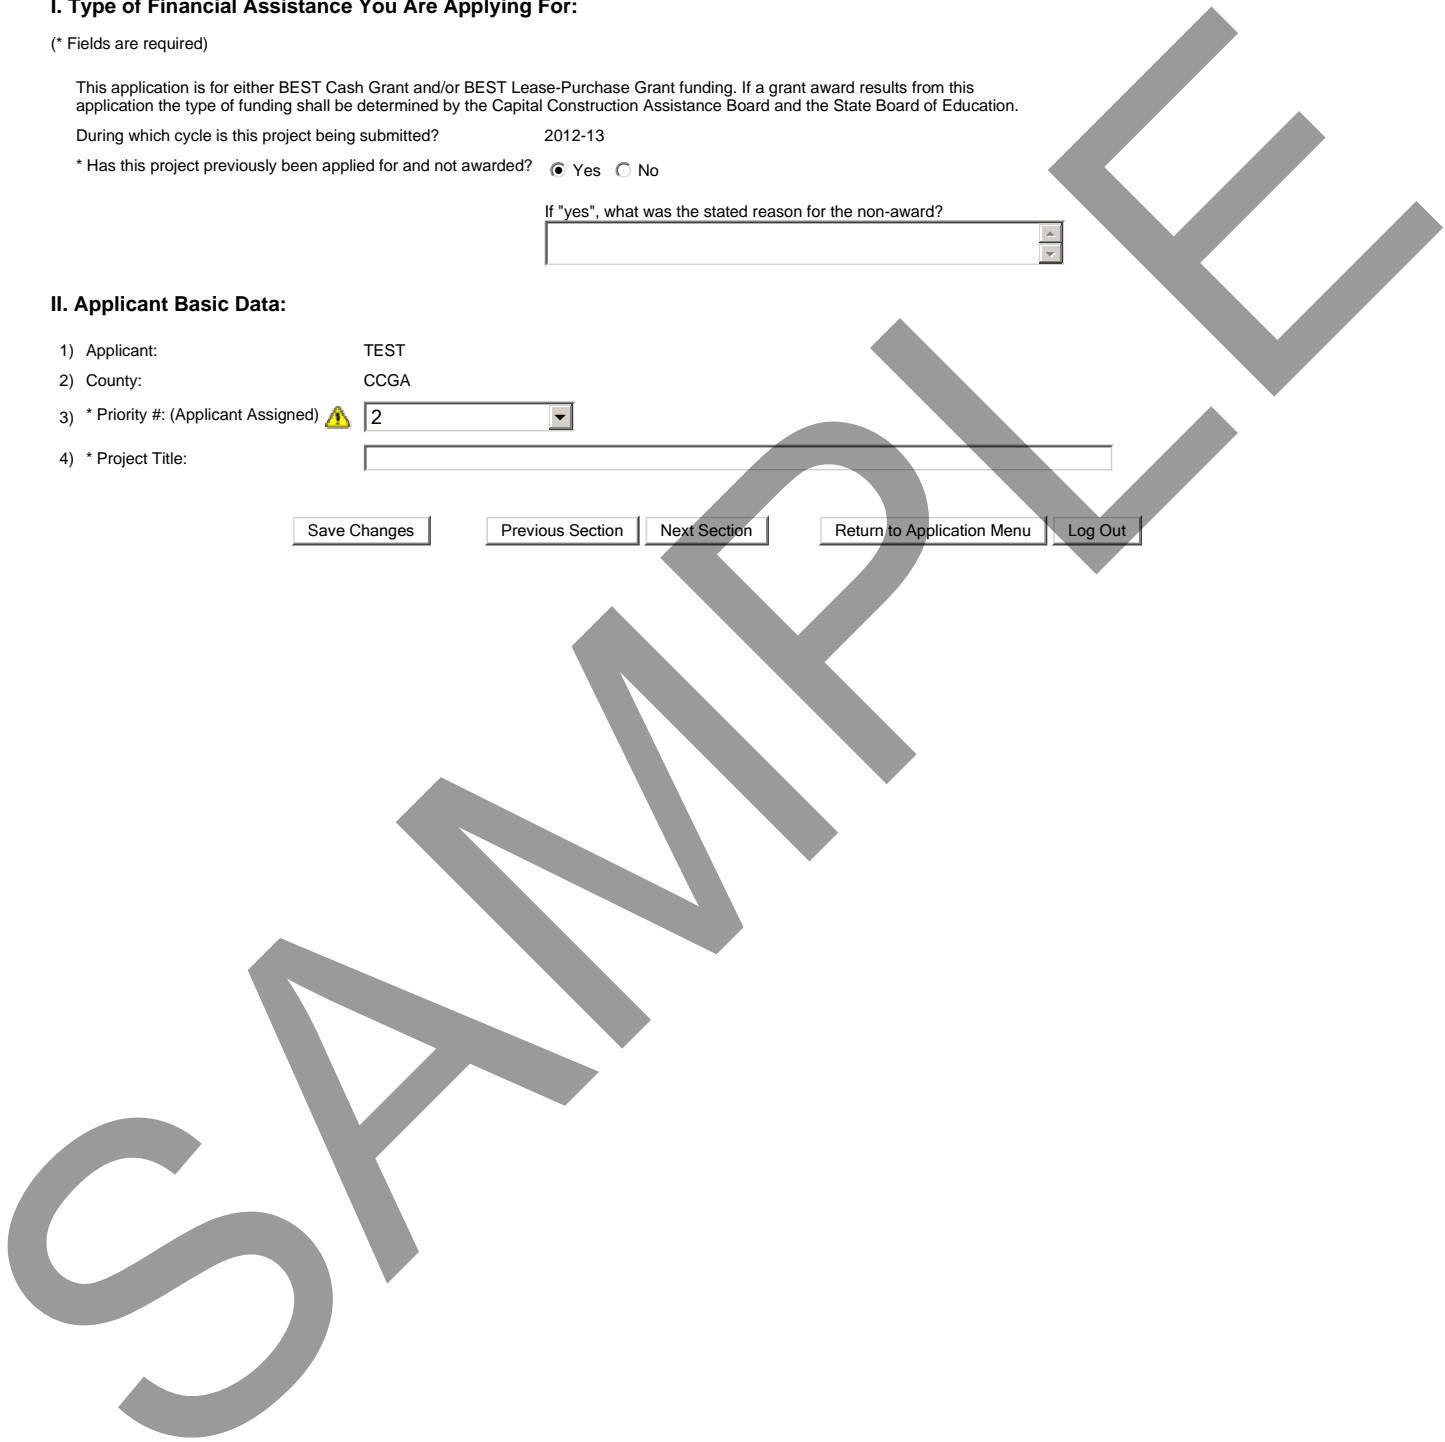 I. Type of Financial Assistance You Are Applying For:
(* Fields are required)
This application is for either BEST Cash Grant and/or BEST Lease-Purchase Grant funding. If a grant award results from this
application the type of funding shall be determined by the Capital Construction Assistance Board and the State Board of Education.
During which cycle is this project being submitted? 2012-13
* Has this project previously been applied for and not awarded? Yes No
If "yes", what was the stated reason for the non-award?
II. Applicant Basic Data:
1) Applicant: TEST
2) County: CCGA
3) * Priority #: (Applicant Assigned) 2
4) * Project Title:
Save Changes Previous Section Next Section Return to Application Menu Log Out
SAMPLE